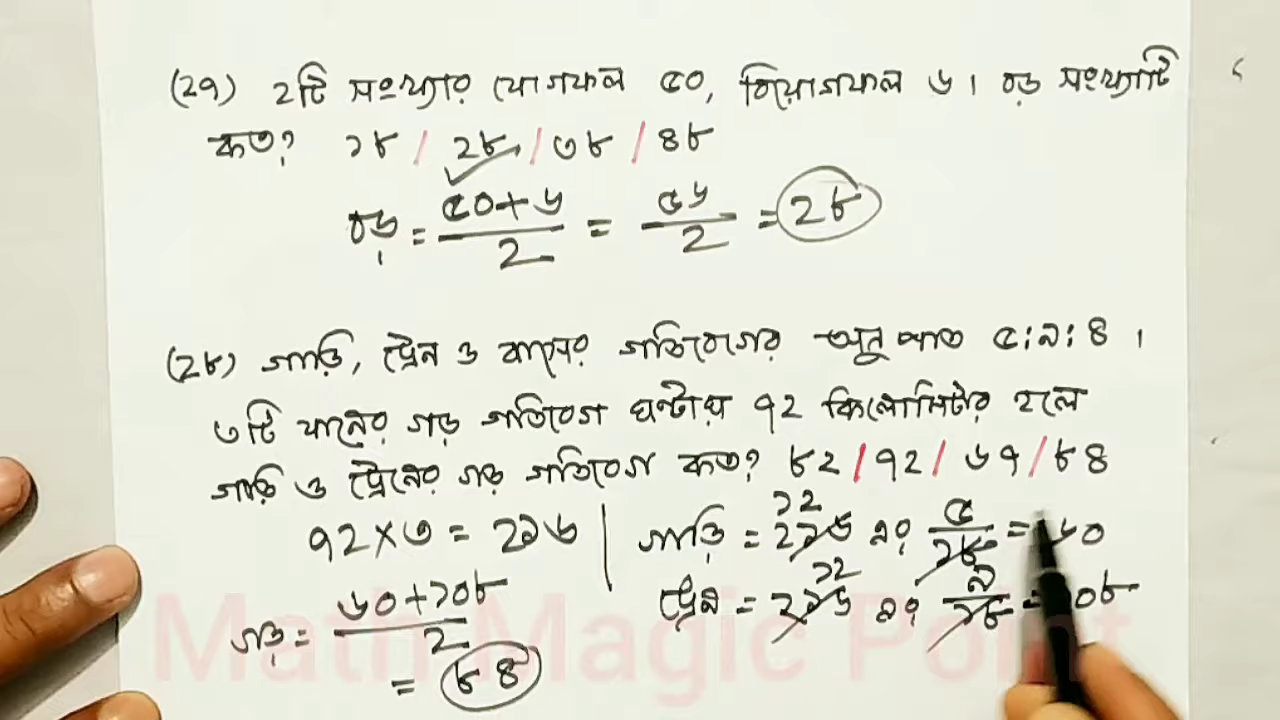 (২৭) ২টি সংখ্যার যোগফল ৫০, বিয়োগফল ৬। বড় সংখ্যাটি
কত? ১৮ / ২৮ / ৩৮ / ৪৮
বড় = ৫০+৬ / ২ = ৫৬ / ২ = ২৮
(২৮) গাড়ি, ট্রেন ও বাসের গতিবেগের অনুপাত ৫:৯:৪।
৩টি যানের গড় গতিবেগ ঘণ্টায় ৭২ কিলোমিটার হলে
গাড়ি ও ট্রেনের গড় গতিবেগ কত? ৮২ / ৭২ / ৬৭ / ৮৪
৭২×৩ = ২১৬
গাড়ি = ২১৬ এর ৫ / ১৮ = ৬০
১২
ট্রেন = ২১৬ এর ৯ / ১৮ = ১০৮
১২
গড় = ৬০+১০৮ / ২
= ৮৪
Math Magic Point